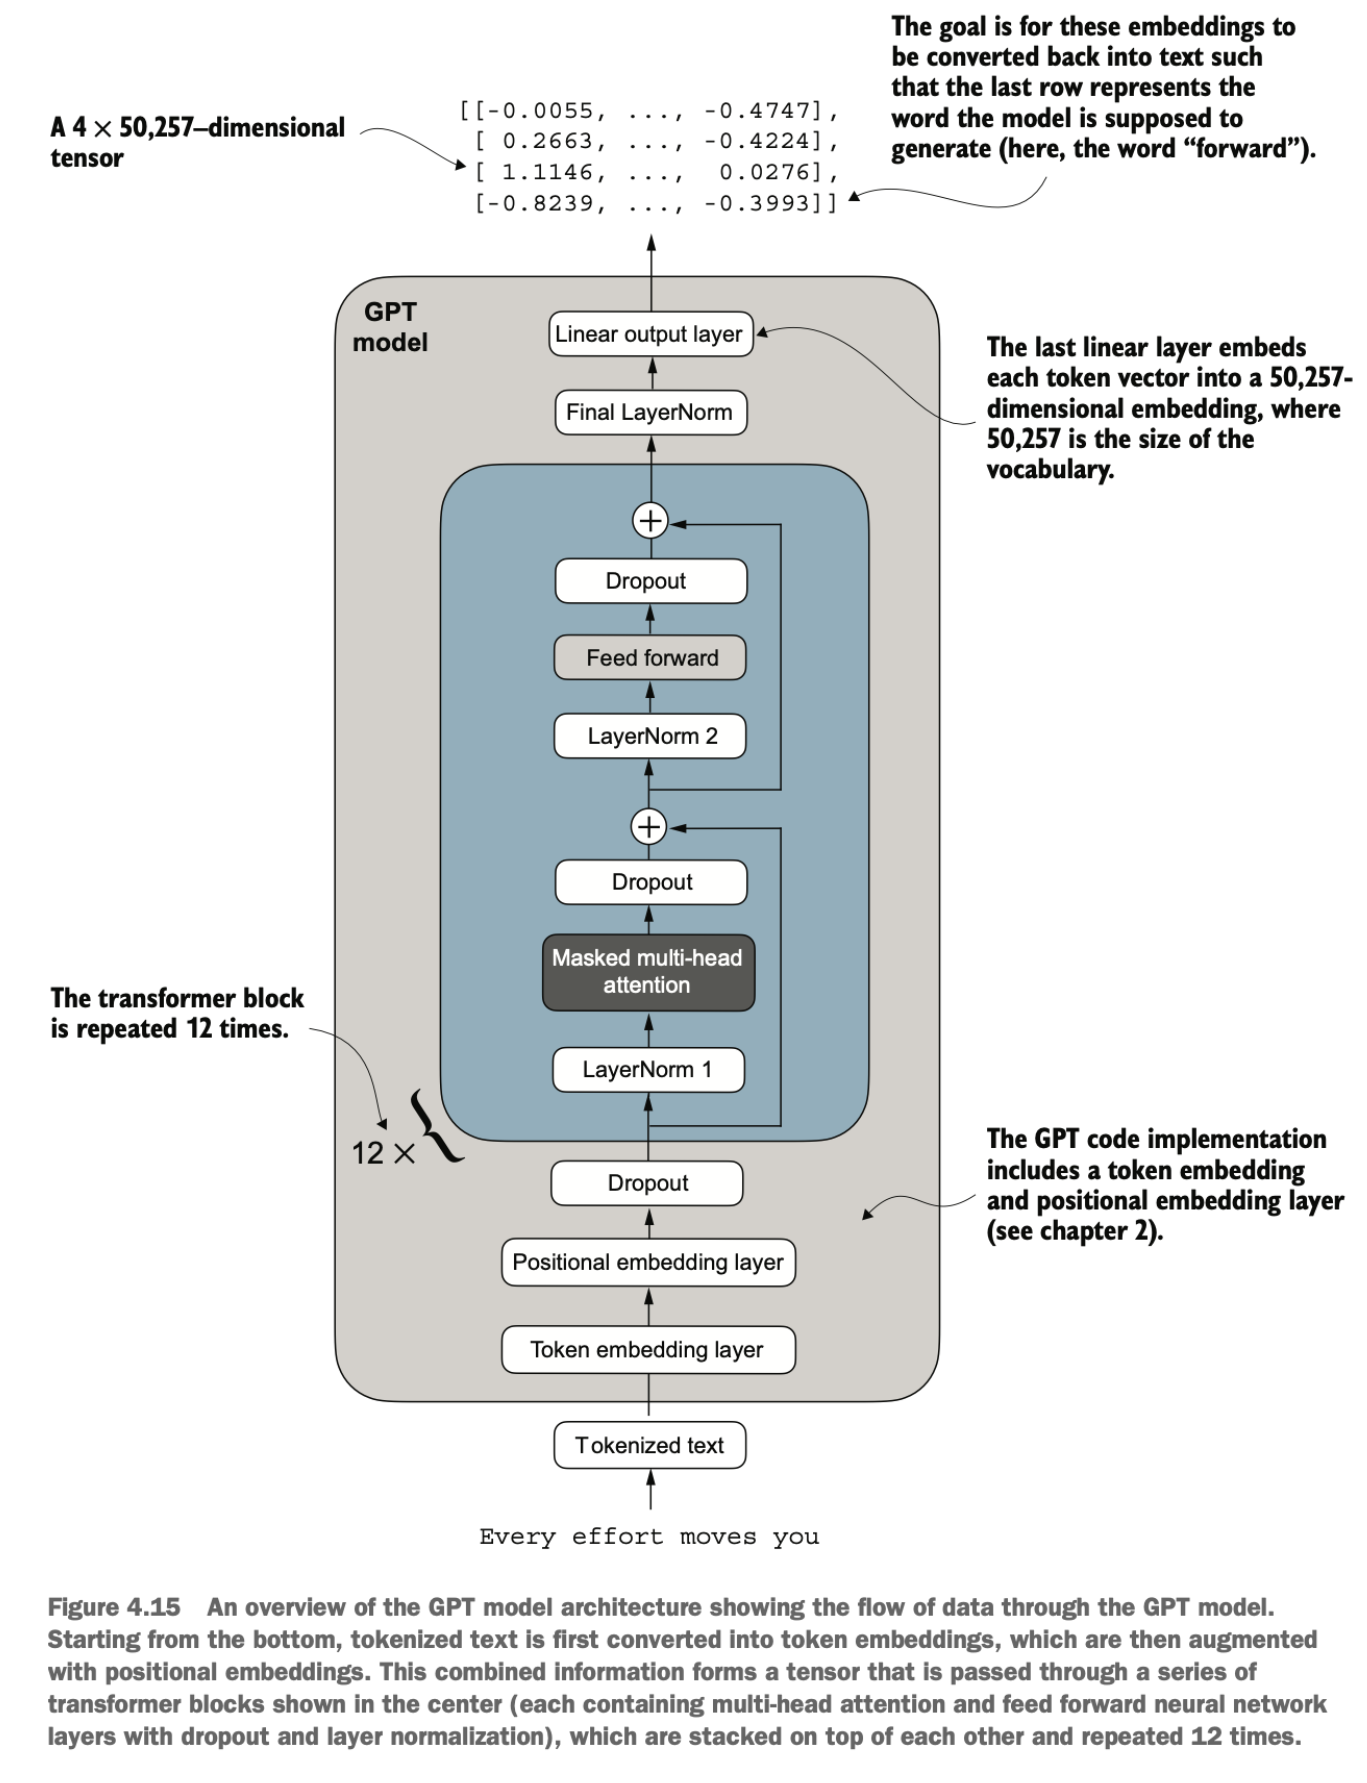 The goal is for these embeddings to
be converted back into text such
that the last row represents the
word the model is supposed to
generate (here, the word “forward”).
A 4 × 50,257–dimensional
tensor
[[-0.0055, ..., -0.4747],
[ 0.2663, ..., -0.4224],
[ 1.1146, ..., 0.0276],
[-0.8239, ..., -0.3993]]
GPT
model
Linear output layer
The last linear layer embeds
each token vector into a 50,257-
dimensional embedding, where
50,257 is the size of the
vocabulary.
Final LayerNorm
+
Dropout
Feed forward
LayerNorm 2
+
Dropout
Masked multi-head
attention
The transformer block
is repeated 12 times.
LayerNorm 1
12 ×
Dropout
The GPT code implementation
includes a token embedding
and positional embedding layer
(see chapter 2).
Positional embedding layer
Token embedding layer
Tokenized text
Every effort moves you
Figure 4.15 An overview of the GPT model architecture showing the flow of data through the GPT model.
Starting from the bottom, tokenized text is first converted into token embeddings, which are then augmented
with positional embeddings. This combined information forms a tensor that is passed through a series of
transformer blocks shown in the center (each containing multi-head attention and feed forward neural network
layers with dropout and layer normalization), which are stacked on top of each other and repeated 12 times.